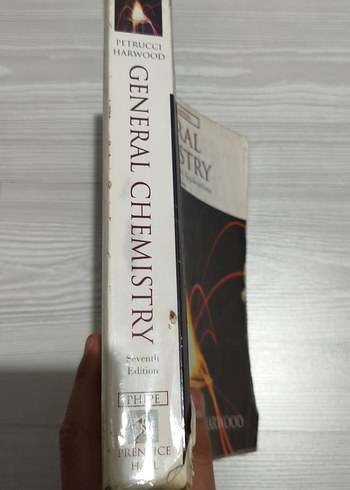 PETRUCCI
HARWOOD
GENERAL CHEMISTRY
Seventh
Edition
PHIPE
PRENTICE
HALL
RAL
STRY
HARWOOD